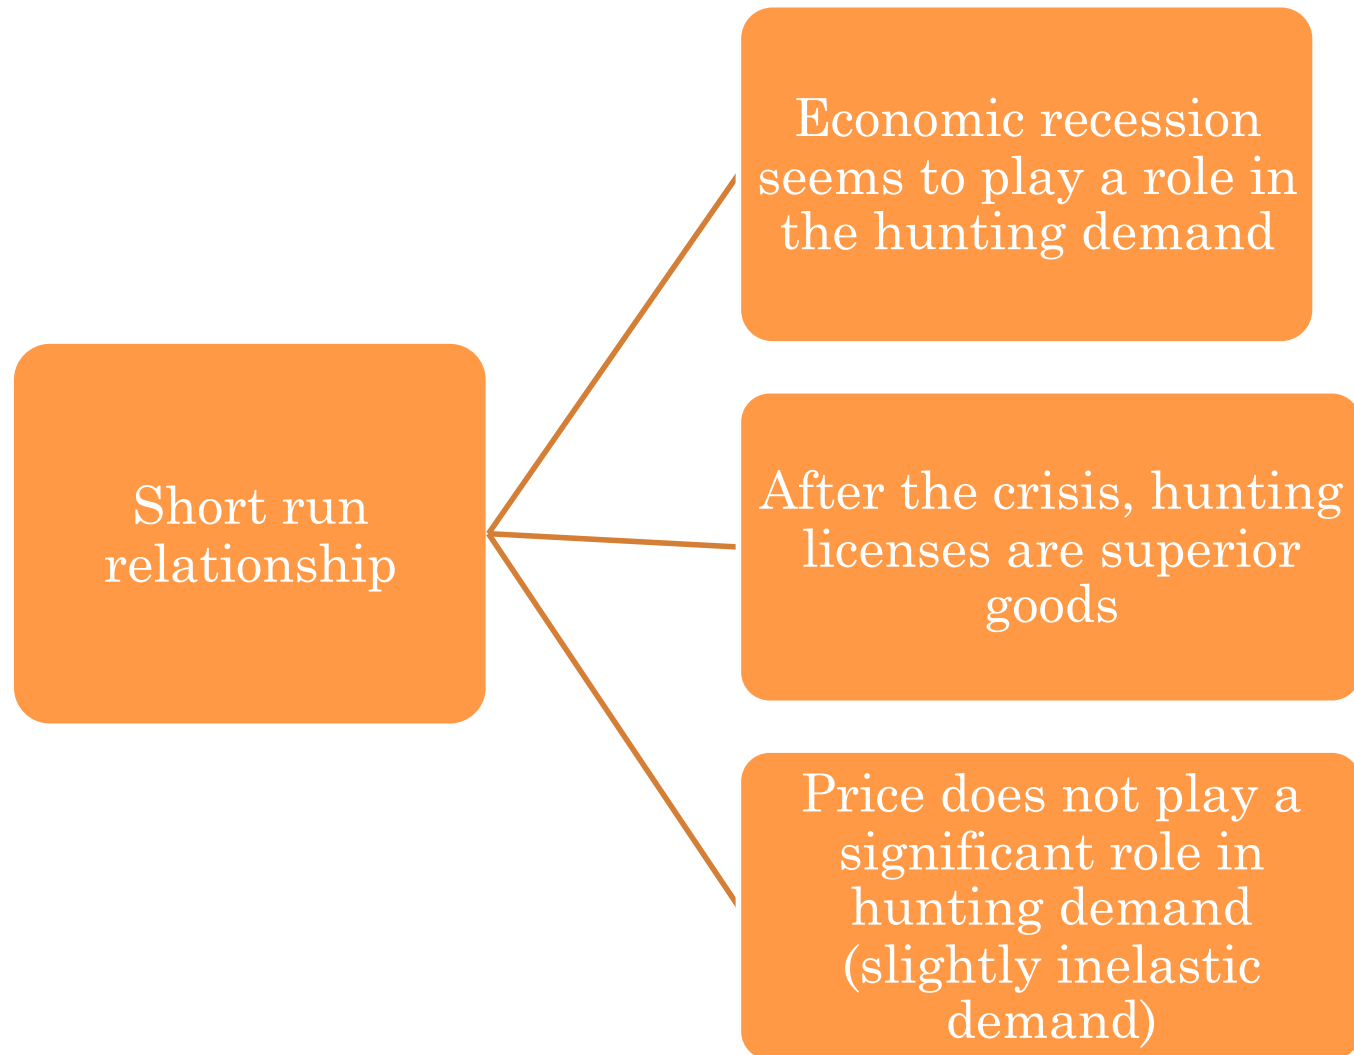 Short run
relationship
Economic recession
seems to play a role in
the hunting demand
After the crisis, hunting
licenses are superior
goods
Price does not play a
significant role in
hunting demand
(slightly inelastic
demand)